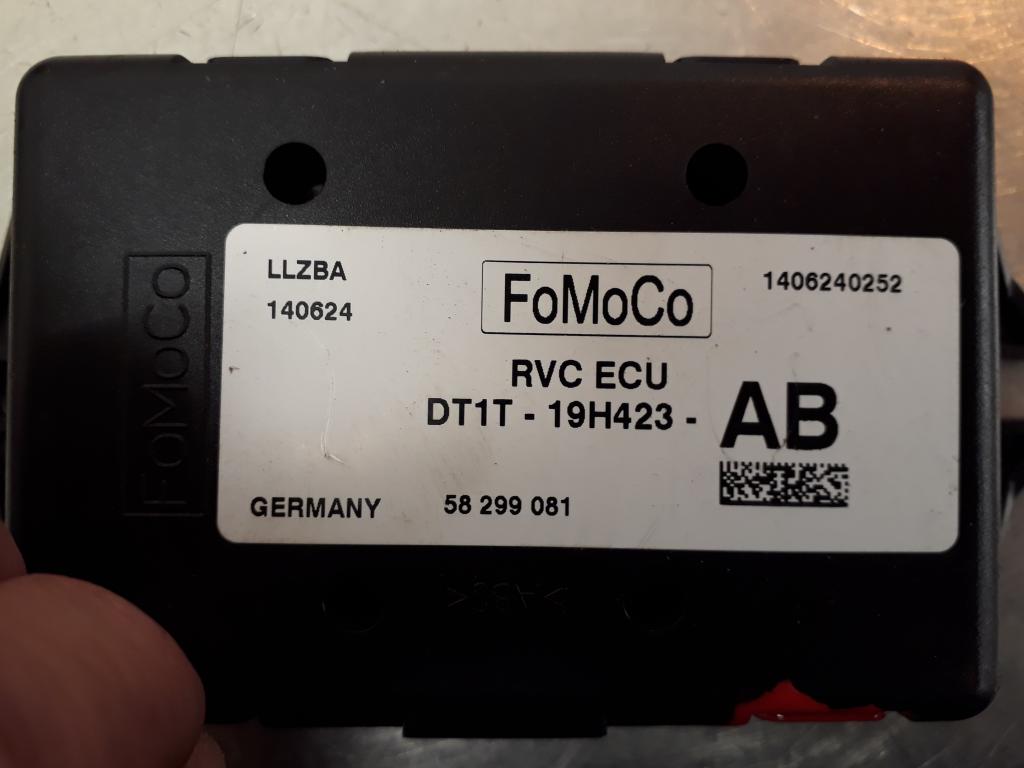 LLZBA
140624
FoMoCo
1406240252
RVC ECU
DT1T - 19H423 - AB
GERMANY
58 299 081
FoMoCo